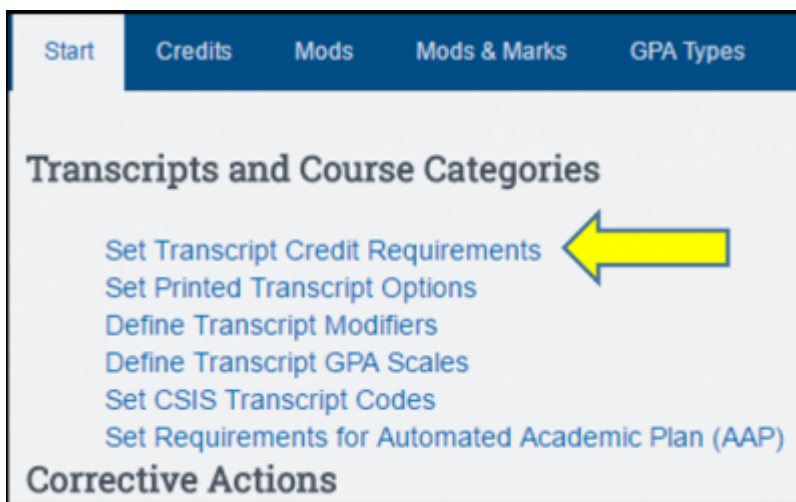 Start Credits Mods Mods & Marks GPA Types
Transcripts and Course Categories
Set Transcript Credit Requirements
Set Printed Transcript Options
Define Transcript Modifiers
Define Transcript GPA Scales
Set CSIS Transcript Codes
Set Requirements for Automated Academic Plan (AAP)
Corrective Actions